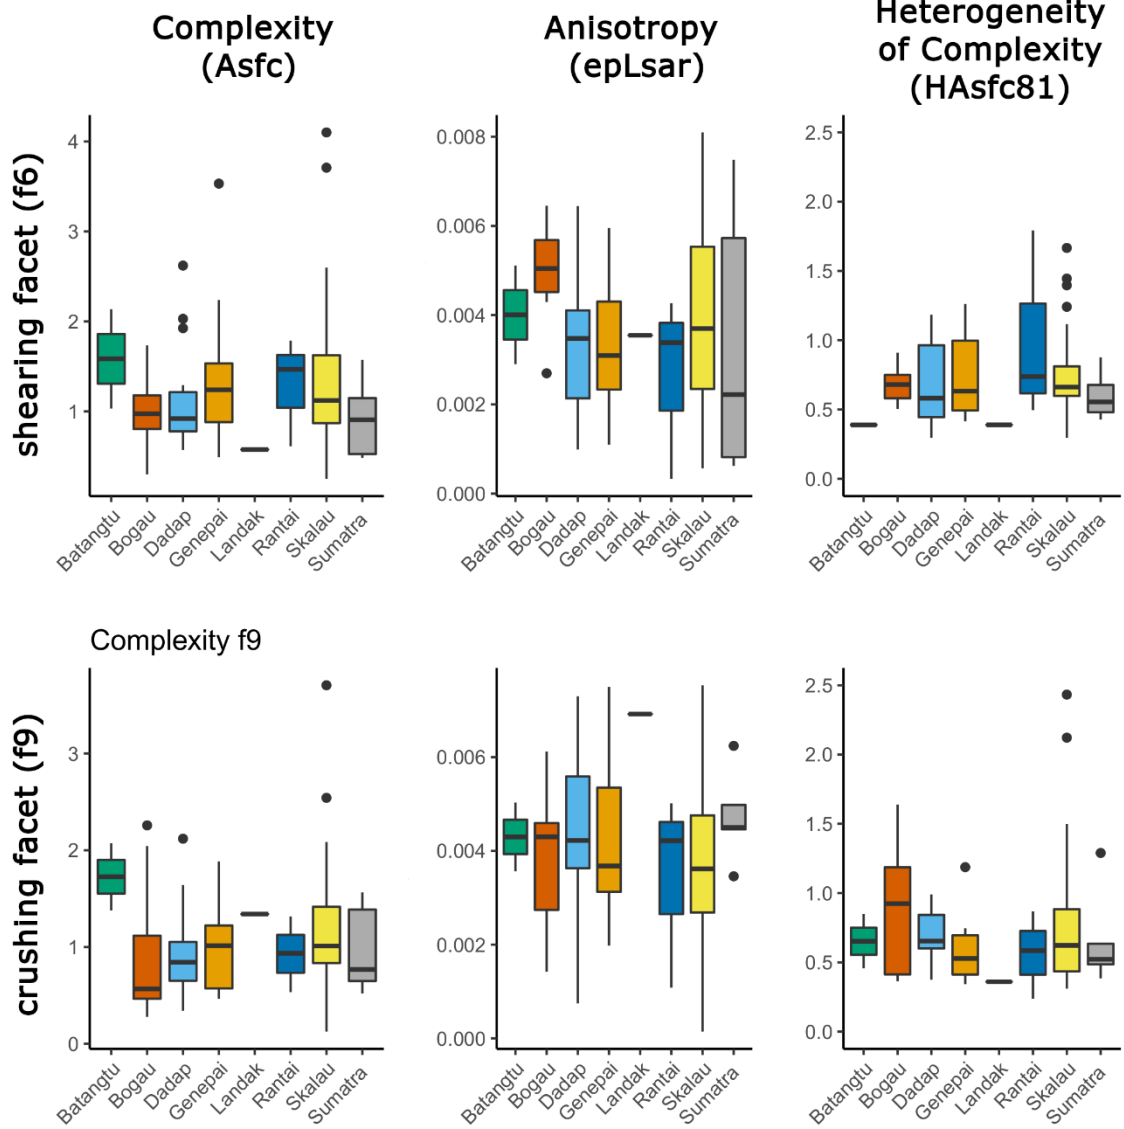 Complexity
(Asfc)
Anisotropy
(epLsar)
Heterogeneity
of Complexity
(HAsfc81)
shearing facet (f6)
4
3
2
1
Batangtu
Bogau
Dadap
Genepai
Landak
Rantai
Skalau
Sumatra
0.008
0.006
0.004
0.002
0.000
Batangtu
Bogau
Dadap
Genepai
Landak
Rantai
Skalau
Sumatra
2.5
2.0
1.5
1.0
0.5
0.0
Batangtu
Bogau
Dadap
Genepai
Landak
Rantai
Skalau
Sumatra
crushing facet (f9)
Complexity f9
3
2
1
0
Batangtu
Bogau
Dadap
Genepai
Landak
Rantai
Skalau
Sumatra
0.006
0.004
0.002
0.000
Batangtu
Bogau
Dadap
Genepai
Landak
Rantai
Skalau
Sumatra
2.5
2.0
1.5
1.0
0.5
0.0
Batangtu
Bogau
Dadap
Genepai
Landak
Rantai
Skalau
Sumatra